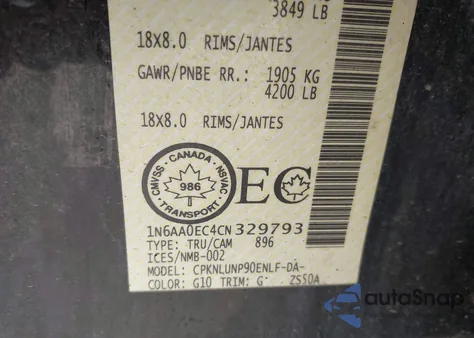 3849 LB
18x8.0 RIMS/JANTES
GAWR/PNBE RR.: 1905 KG
4200 LB
18x8.0 RIMS/JANTES
CMVSS • CANADA • NSVAC
986
TRANSPORT
EC
1N6AA0EC4CN329793
TYPE: TRU/CAM 896
ICES/NMB-002
MODEL: CPKNLUNP90ENLF-DA-
COLOR: G10 TRIM: G ZS50A
autoSnap